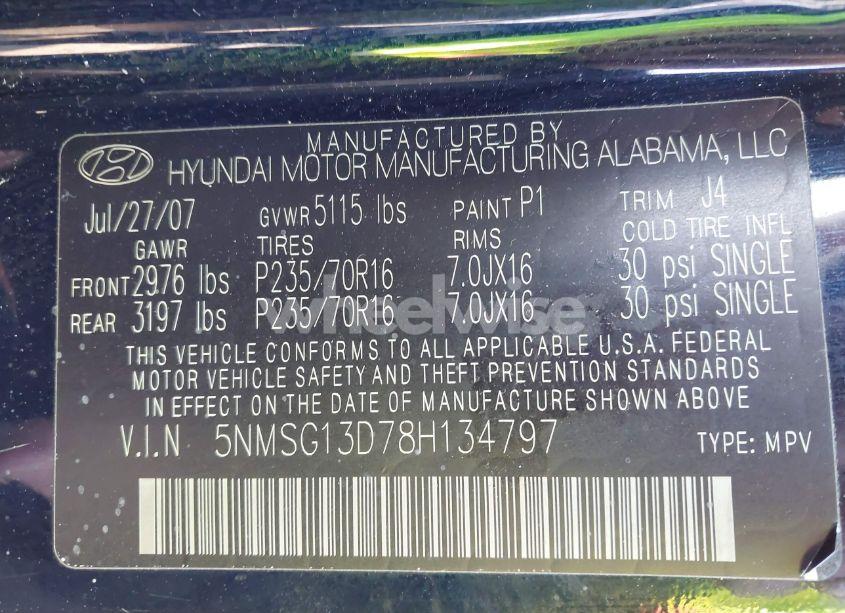 MANUFACTURED BY
HYUNDAI MOTOR MANUFACTURING ALABAMA, LLC
Jul/27/07 GVWR 5115 lbs PAINT P1 TRIM J4
GAWR TIRES RIMS COLD TIRE INFL
FRONT 2976 lbs P235/70R16 7.0JX16 30 psi SINGLE
REAR 3197 lbs P235/70R16 7.0JX16 30 psi SINGLE
wheelwise
THIS VEHICLE CONFORMS TO ALL APPLICABLE U.S.A. FEDERAL
MOTOR VEHICLE SAFETY AND THEFT PREVENTION STANDARDS
IN EFFECT ON THE DATE OF MANUFACTURE SHOWN ABOVE
V.I.N 5NMSG13D78H134797 TYPE: MPV